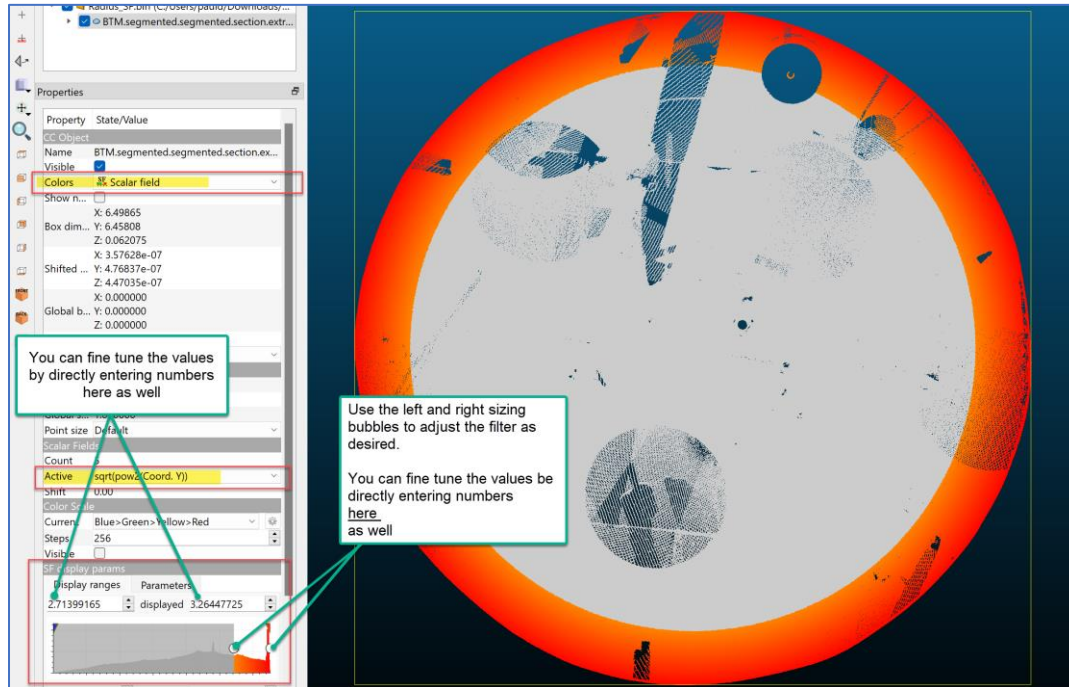 BTM.segmented.segmented.section.extr...
Properties
Property State/Value
CC Object
Name BTM.segmented.segmented.section.ex...
Visible
Colors Scalar field
Show n...
X: 6.49865
Box dim... Y: 6.45808
Z: 0.062075
X: 3.57628e-07
Shifted ... Y: 4.76837e-07
Z: 4.47035e-07
X: 0.000000
Global b... Y: 0.000000
Z: 0.000000
You can fine tune the values
by directly entering numbers
here as well
Point size Default
Scalar Fields
Count
Active sqrt(pow2(Coord. Y))
Shift 0.00
Color Scale
Current Blue>Green>Yellow>Red
Steps 256
Visible
SF display params
Display ranges Parameters
2.71399165 displayed 3.26447725
Use the left and right sizing
bubbles to adjust the filter as
desired.
You can fine tune the values be
directly entering numbers
here
as well